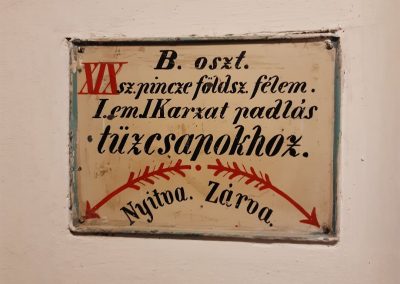 B. oszt.
XIX sz. pincze földsz. félem.
I. em. I Karzat padlás
tüzcsapokhoz.
Nyitva. Zárva.